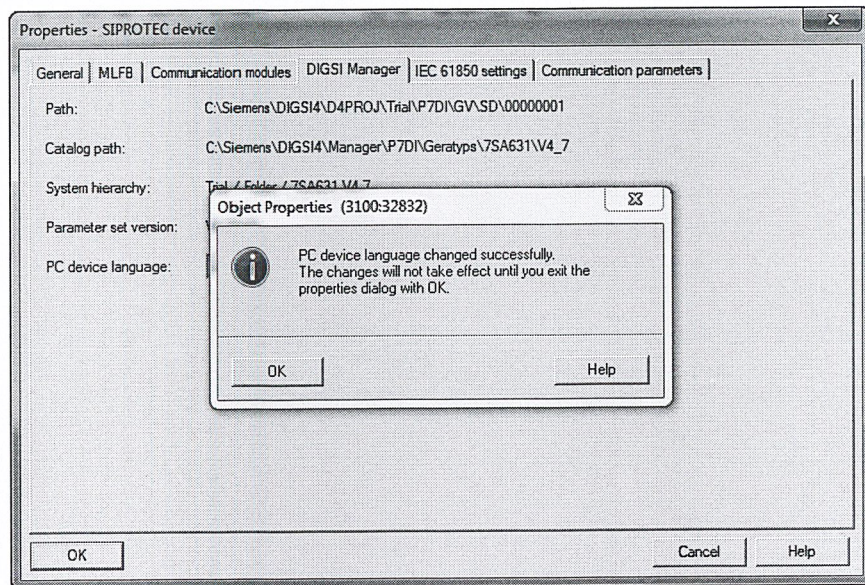 Properties - SIPROTEC device
General MLFB Communication modules DIGSI Manager IEC 61850 settings Communication parameters
Path: C:\Siemens\DIGSI4\D4PROJ\Trial\P7DI\GV\SD\00000001
Catalog path: C:\Siemens\DIGSI4\Manager\P7DI\Geratyps\7SA631\V4_7
System hierarchy: Trial / Folder / 7SA631 V4.7
Parameter set version:
PC device language:
Object Properties (3100:32832)
PC device language changed successfully.
The changes will not take effect until you exit the
properties dialog with OK.
OK Help
OK Cancel Help